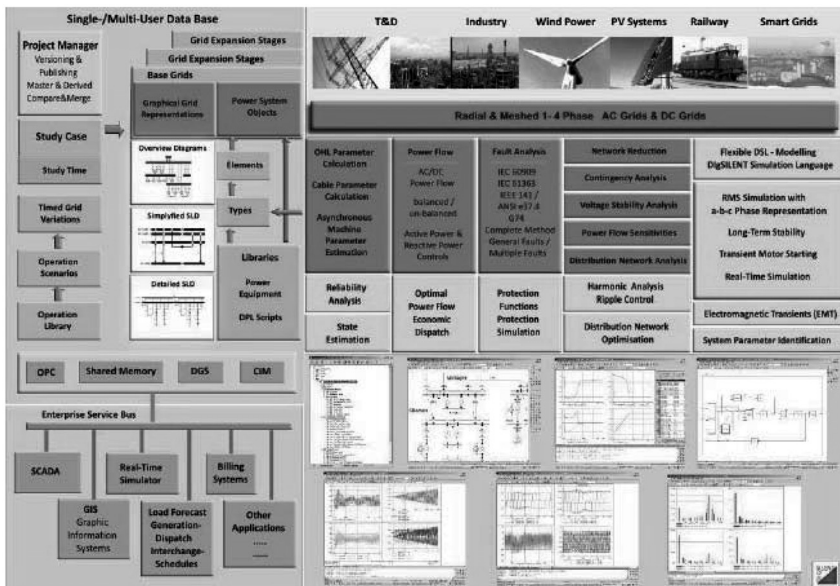 Single-/Multi-User Data Base
Project Manager
Versioning &
Publishing
Master & Derived
Compare&Merge
Study Case
Study Time
Timed Grid
Variations
Operation
Scenarios
Operation
Library
Grid Expansion Stages
Grid Expansion Stages
Base Grids
Graphical Grid
Representations
Power System
Objects
Overview Diagrams
Simplyfied SLD
Detailed SLD
Elements
Types
Libraries
Power
Equipment
DPL Scripts
OPC
Shared Memory
DGS
CIM
Enterprise Service Bus
SCADA
Real-Time
Simulator
Billing
Systems
GIS
Graphic
Information
Systems
Load Forecast
Generation-
Dispatch
Interchange-
Schedules
Other
Applications
.....
......
T&D
Industry
Wind Power
PV Systems
Railway
Smart Grids
Radial & Meshed 1- 4 Phase AC Grids & DC Grids
OHL Parameter
Calculation
Cable Parameter
Calculation
Asynchronous
Machine
Parameter
Estimation
Power Flow
AC/DC
Power Flow
balanced /
un-balanced
Active Power &
Reactive Power
Controls
Fault Analysis
IEC 60909
IEC 61363
IEEE 141 /
ANSI
G74
Complete Method
General Faults /
Multiple Faults
Network Reduction
Contingency Analysis
Voltage Stability Analysis
Power Flow Sensitivities
Distribution Network Analysis
Flexible DSL - Modelling
DIgSILENT Simulation Language
RMS Simulation with
a-b-c Phase Representation
Long-Term Stability
Transient Motor Starting
Real-Time Simulation
Reliability
Analysis
State
Estimation
Optimal
Power Flow
Economic
Dispatch
Protection
Functions
Protection
Simulation
Harmonic Analysis
Ripple Control
Distribution Network
Optimisation
Electromagnetic Transients (EMT)
System Parameter Identification